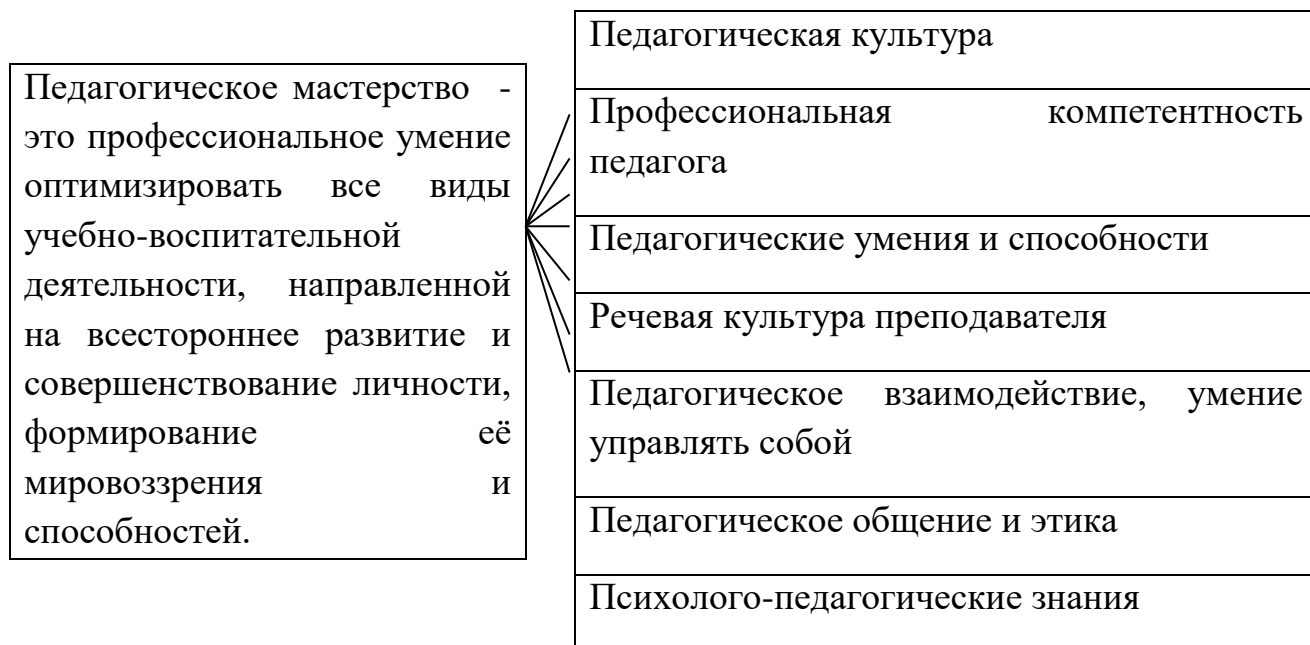 Педагогическое мастерство -
это профессиональное умение
оптимизировать все виды
учебно-воспитательной
деятельности, направленной
на всестороннее развитие и
совершенствование личности,
формирование её
мировоззрения и
способностей.
Педагогическая культура
Профессиональная компетентность
педагога
Педагогические умения и способности
Речевая культура преподавателя
Педагогическое взаимодействие, умение
управлять собой
Педагогическое общение и этика
Психолого-педагогические знания